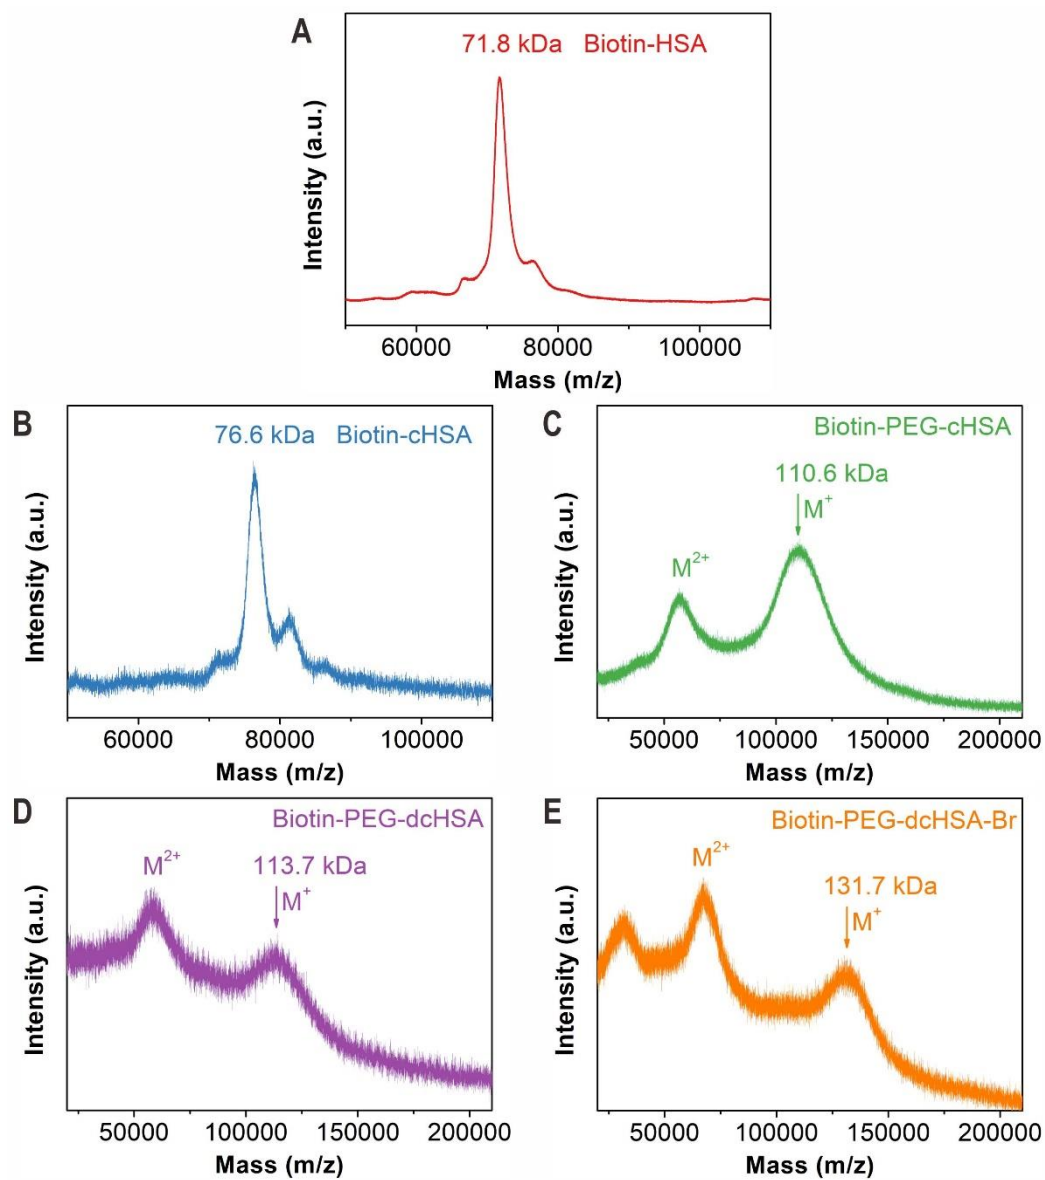 A
71.8 kDa Biotin-HSA
Intensity (a.u.)
60000 80000 100000
Mass (m/z)
B
76.6 kDa Biotin-cHSA
Intensity (a.u.)
60000 80000 100000
Mass (m/z)
C
Biotin-PEG-cHSA
110.6 kDa
M⁺
M²⁺
Intensity (a.u.)
50000 100000 150000 200000
Mass (m/z)
D
Biotin-PEG-dcHSA
M²⁺ 113.7 kDa
M⁺
Intensity (a.u.)
50000 100000 150000 200000
Mass (m/z)
E
Biotin-PEG-dcHSA-Br
M²⁺
131.7 kDa
M⁺
Intensity (a.u.)
50000 100000 150000 200000
Mass (m/z)